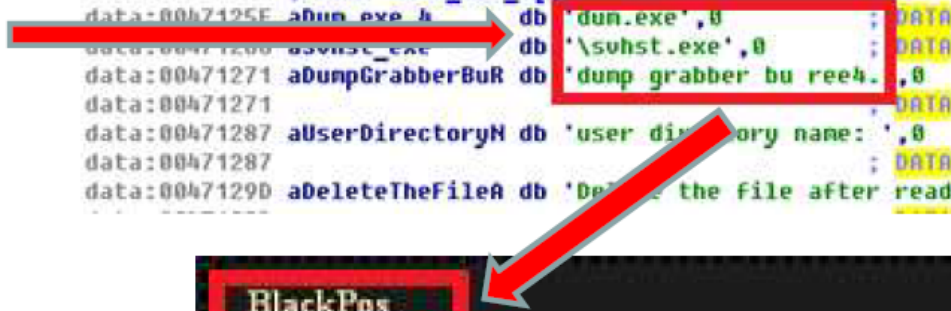 data:0047125E aDum_exe_4 db 'dum.exe',0 ; DATA
aSvhst_exe db '\svhst.exe',0 ; DATA
data:00471271 aDumpGrabberBuR db 'dump grabber bu ree4. ,0
data:00471271 ; DATA
data:00471287 aUserDirectoryN db 'user name: ',0
data:00471287 ; DATA
data:0047129D aDeleteTheFileA db the file after read
BlackPos